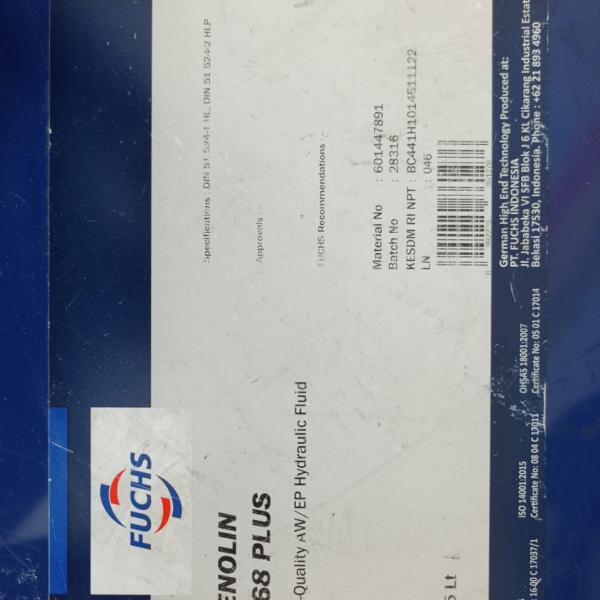 FUCHS
ENOLIN
68 PLUS
-Quality AW/EP Hydraulic Fluid
Specifications : DIN 51 524-1 HL, DIN 51 524-2 HLP
Approvals -
FUCHS Recommendations :-
Material No : 601447891
Batch No : 28316
KESDM RI NPT : BC441H1014511122
LN : 046
5 Lt
German High End Technology Produced at:
PT. FUCHS INDONESIA
Jl. Jababeka VI SFB Blok J 6 KL Cikarang Industrial Estat
Bekasi 17530, Indonesia. Phone : +62 21 893 4960
ISO 14001:2015
Certificate No: 08 04 C 17011
OHSAS 18001:2007
Certificate No: 05 01 C 17014
16 00 C 17037/1